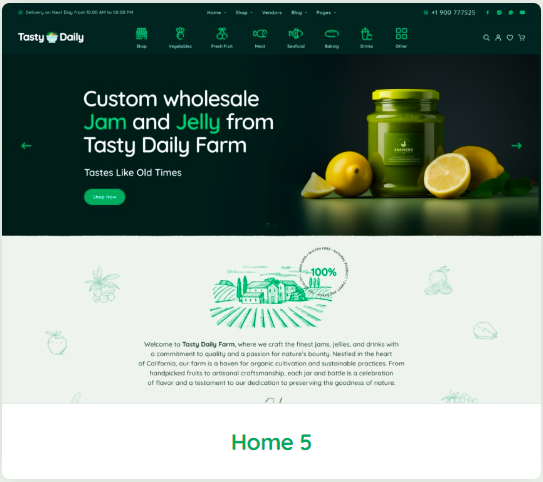 Delivery on Next Day from 10:00 AM to 08:00 PM
Home Shop Vendors Blog Pages
+1 900 777525
Tasty Daily
Shop Vegetables Fresh Fruit Meat Seafood Baking Drinks Other
Custom wholesale
Jam and Jelly from
Tasty Daily Farm
Tastes Like Old Times
Shop Now
100%
Welcome to Tasty Daily Farm, where we craft the finest jams, jellies, and drinks with
a commitment to quality and a passion for nature's bounty. Nestled in the heart
of California, our farm is a haven for organic cultivation and sustainable practices. From
handpicked fruits to artisanal craftsmanship, each jar and bottle is a celebration
of flavor and a testament to our dedication to preserving the goodness of nature.
Home 5